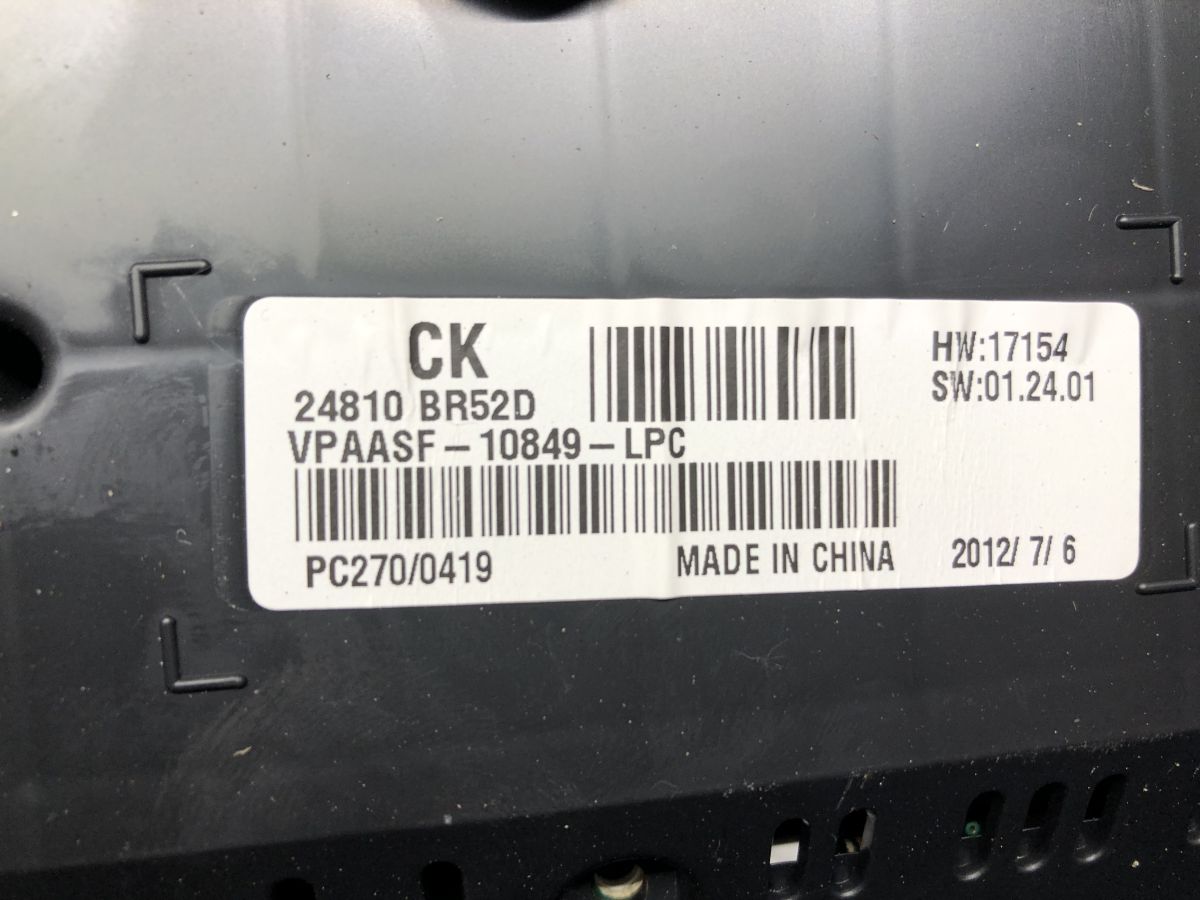 CK
24810 BR52D
VPAASF-10849-LPC
PC270/0419
MADE IN CHINA
HW:17154
SW:01.24.01
2012/ 7/ 6